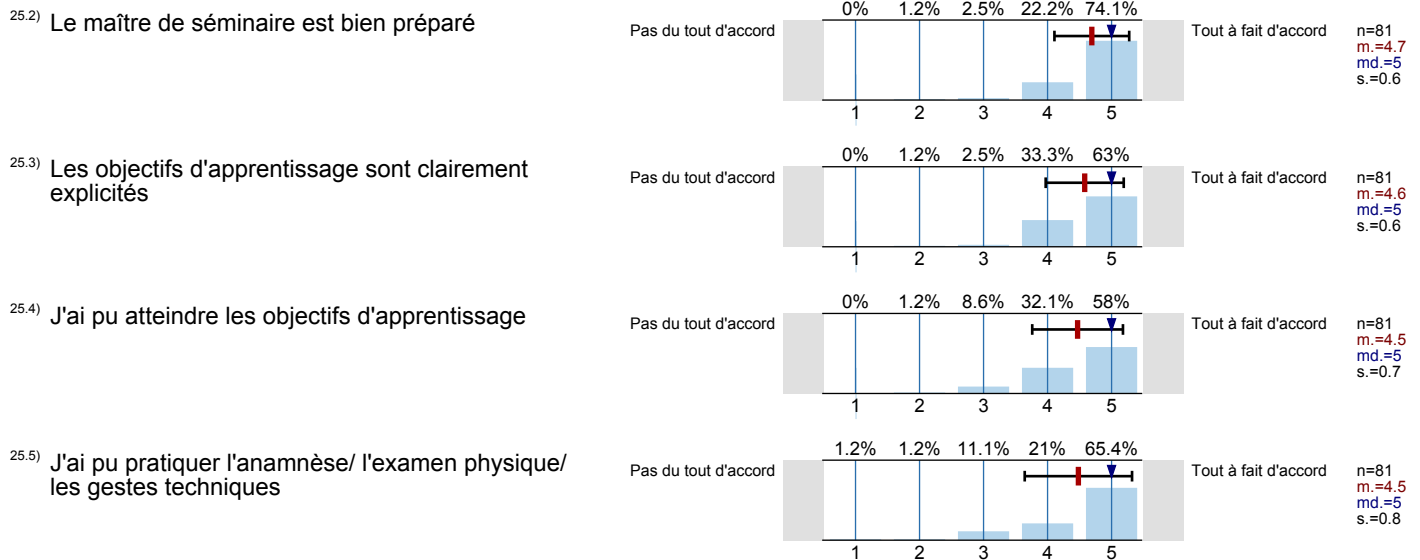 25.2) Le maître de séminaire est bien préparé
Pas du tout d'accord
0% 1.2% 2.5% 22.2% 74.1%
1 2 3 4 5
Tout à fait d'accord
n=81
m.=4.7
md.=5
s.=0.6
25.3) Les objectifs d'apprentissage sont clairement
explicités
Pas du tout d'accord
0% 1.2% 2.5% 33.3% 63%
1 2 3 4 5
Tout à fait d'accord
n=81
m.=4.6
md.=5
s.=0.6
25.4) J'ai pu atteindre les objectifs d'apprentissage
Pas du tout d'accord
0% 1.2% 8.6% 32.1% 58%
1 2 3 4 5
Tout à fait d'accord
n=81
m.=4.5
md.=5
s.=0.7
25.5) J'ai pu pratiquer l'anamnèse/ l'examen physique/
les gestes techniques
Pas du tout d'accord
1.2% 1.2% 11.1% 21% 65.4%
1 2 3 4 5
Tout à fait d'accord
n=81
m.=4.5
md.=5
s.=0.8